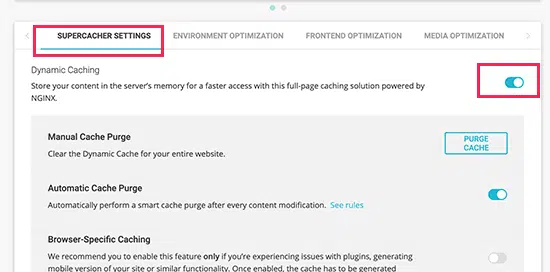 SUPERCACHER SETTINGS ENVIRONMENT OPTIMIZATION FRONTEND OPTIMIZATION MEDIA OPTIMIZATION
Dynamic Caching
Store your content in the server's memory for a faster access with this full-page caching solution powered by
NGINX.
Manual Cache Purge
Clear the Dynamic Cache for your entire website.
PURGE
CACHE
Automatic Cache Purge
Automatically perform a smart cache purge after every content modification. See rules
Browser-Specific Caching
We recommend you to enable this feature only if you're experiencing issues with plugins, generating
mobile version of your site or similar functionality. Once enabled, the cache has to be generated